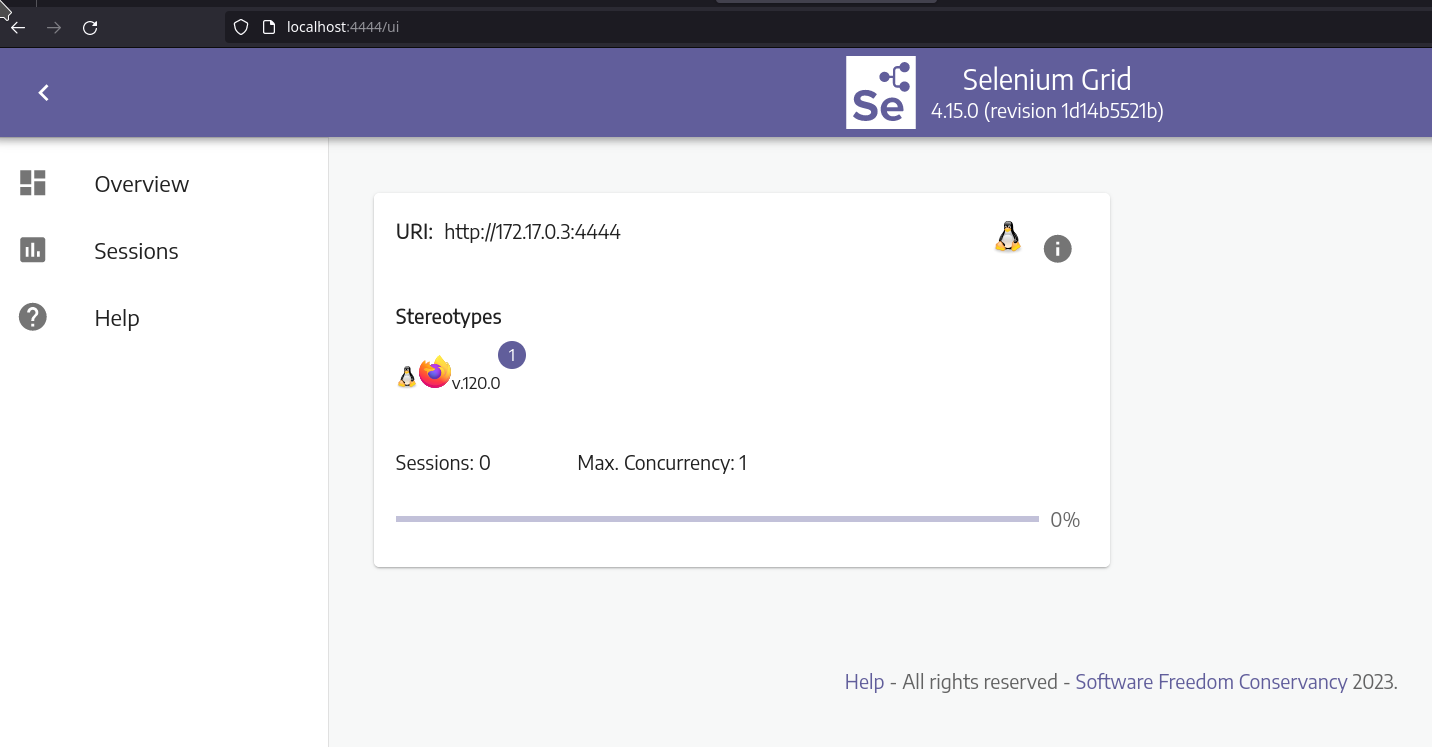 localhost:4444/ui
Se
Selenium Grid
4.15.0 (revision 1d14b5521b)
Overview
Sessions
Help
URI: http://172.17.0.3:4444
Stereotypes
v.120.0
1
Sessions: 0 Max. Concurrency: 1
0%
Help - All rights reserved - Software Freedom Conservancy 2023.